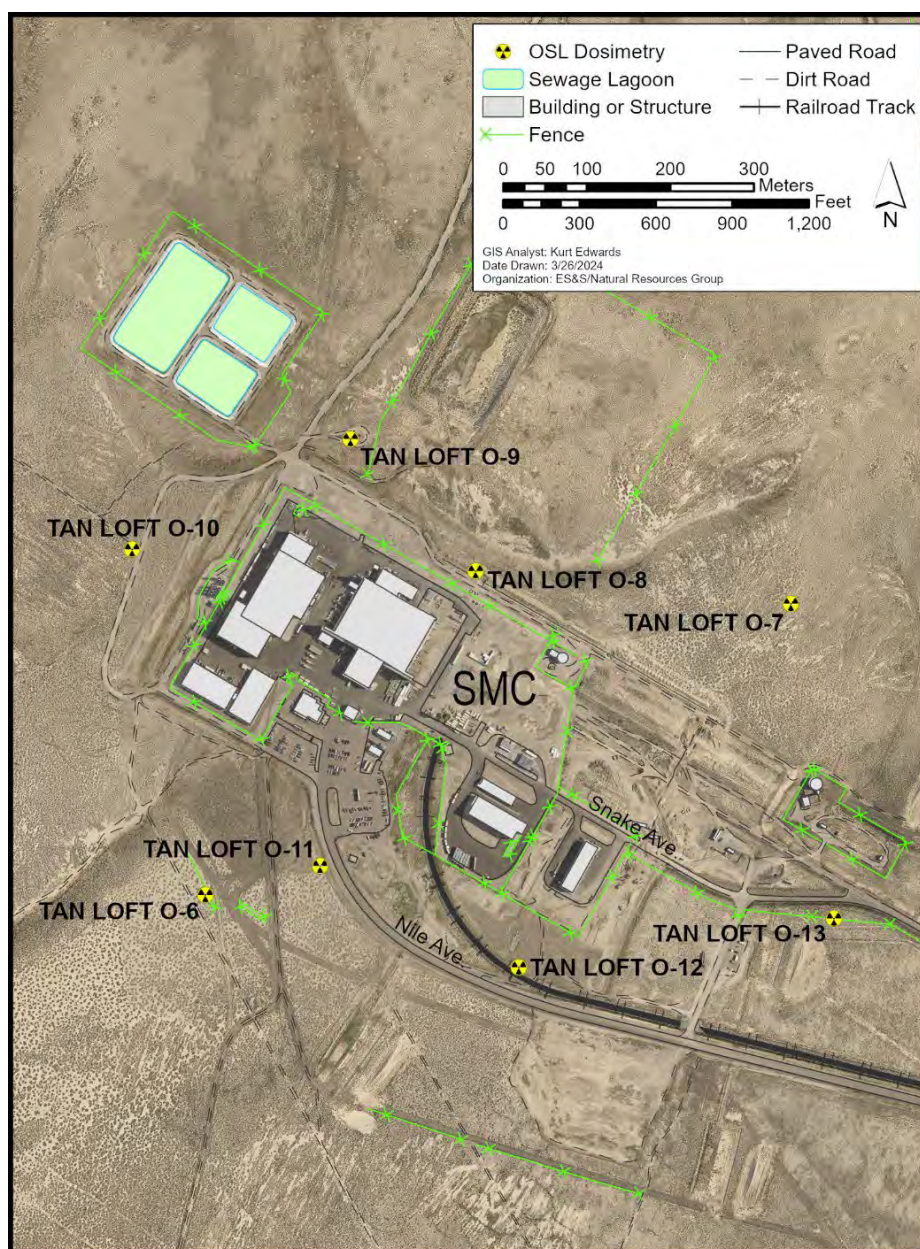 OSL Dosimetry
Sewage Lagoon
Building or Structure
Fence
Paved Road
Dirt Road
Railroad Track
0 50 100 200 300
Meters
Feet
0 300 600 900 1,200
N
GIS Analyst: Kurt Edwards
Date Drawn: 3/26/2024
Organization: ES&S/Natural Resources Group
TAN LOFT O-9
TAN LOFT O-10
TAN LOFT O-8
TAN LOFT O-7
SMC
Snake Ave.
TAN LOFT O-11
TAN LOFT O-6
TAN LOFT O-13
Nile Ave.
TAN LOFT O-12